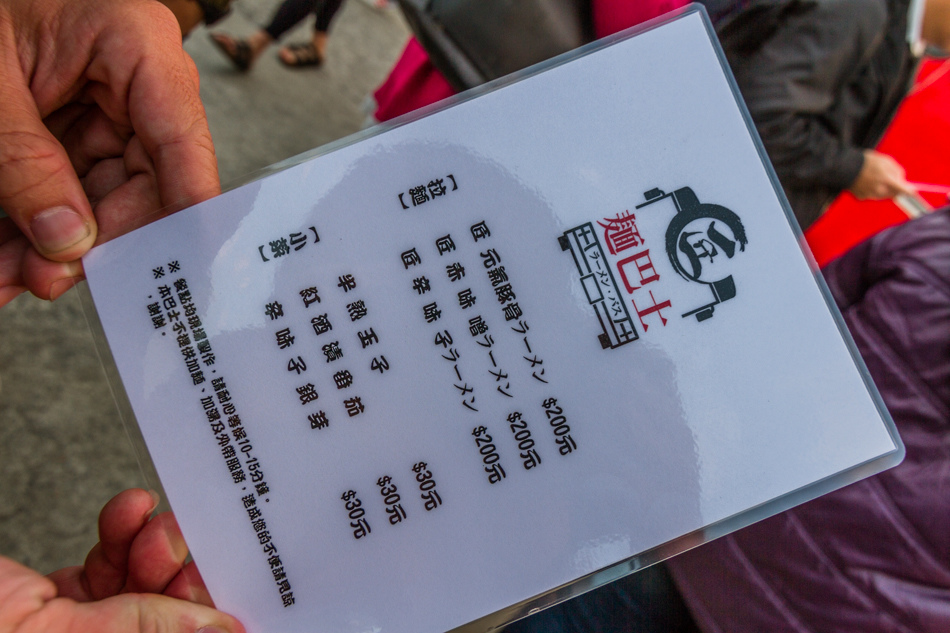 匠
麵巴士
ラーメン・バス
【拉麵】
匠 豚骨ラーメン $200元
匠 赤味噌ラーメン $200元
匠 辛味子ラーメン $200元
【小菜】
半熟玉子 $30元
紅酒漬番茄 $30元
辛味子銀芽 $30元
※ 餐點均現場製作，請耐心等候10-15分鐘。
※ 本巴士不提供加麵、加湯及外帶服務，造成您的不便請見諒
，謝謝。